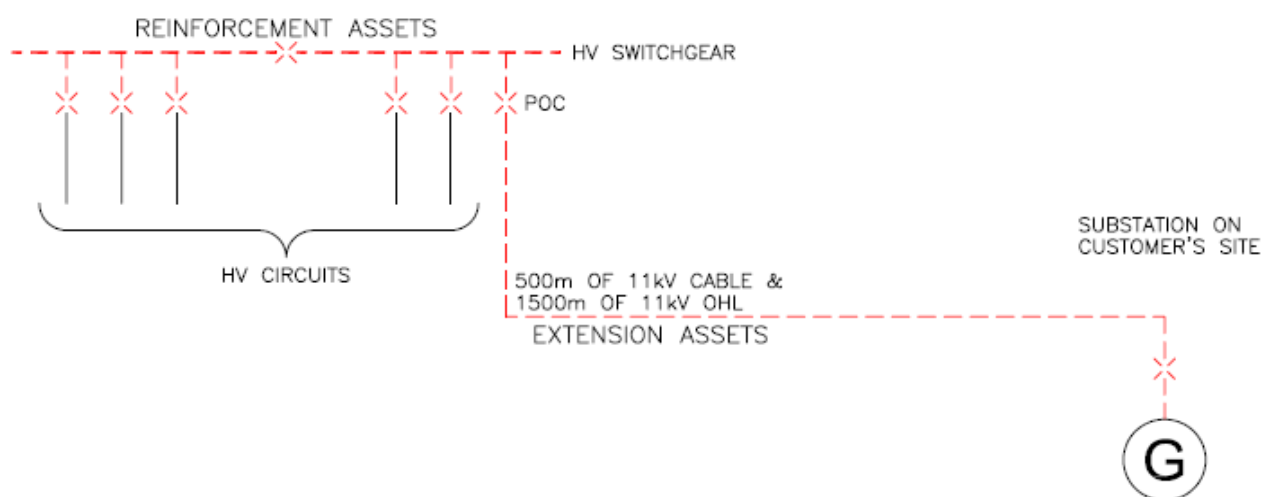 REINFORCEMENT ASSETS
HV SWITCHGEAR
POC
HV CIRCUITS
SUBSTATION ON
CUSTOMER'S SITE
500m OF 11kV CABLE &
1500m OF 11kV OHL
EXTENSION ASSETS
G